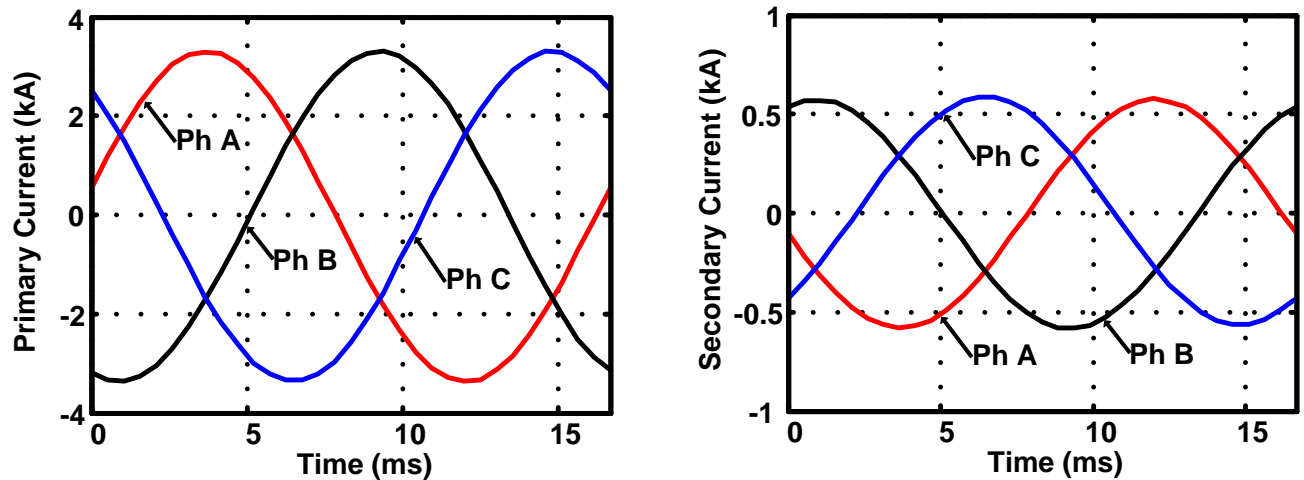 Primary Current (kA)
4
2
0
-2
-4
Ph A
Ph B
Ph C
0
5
10
15
Time (ms)
Secondary Current (kA)
1
0.5
0
-0.5
-1
Ph C
Ph A
Ph B
0
5
10
15
Time (ms)